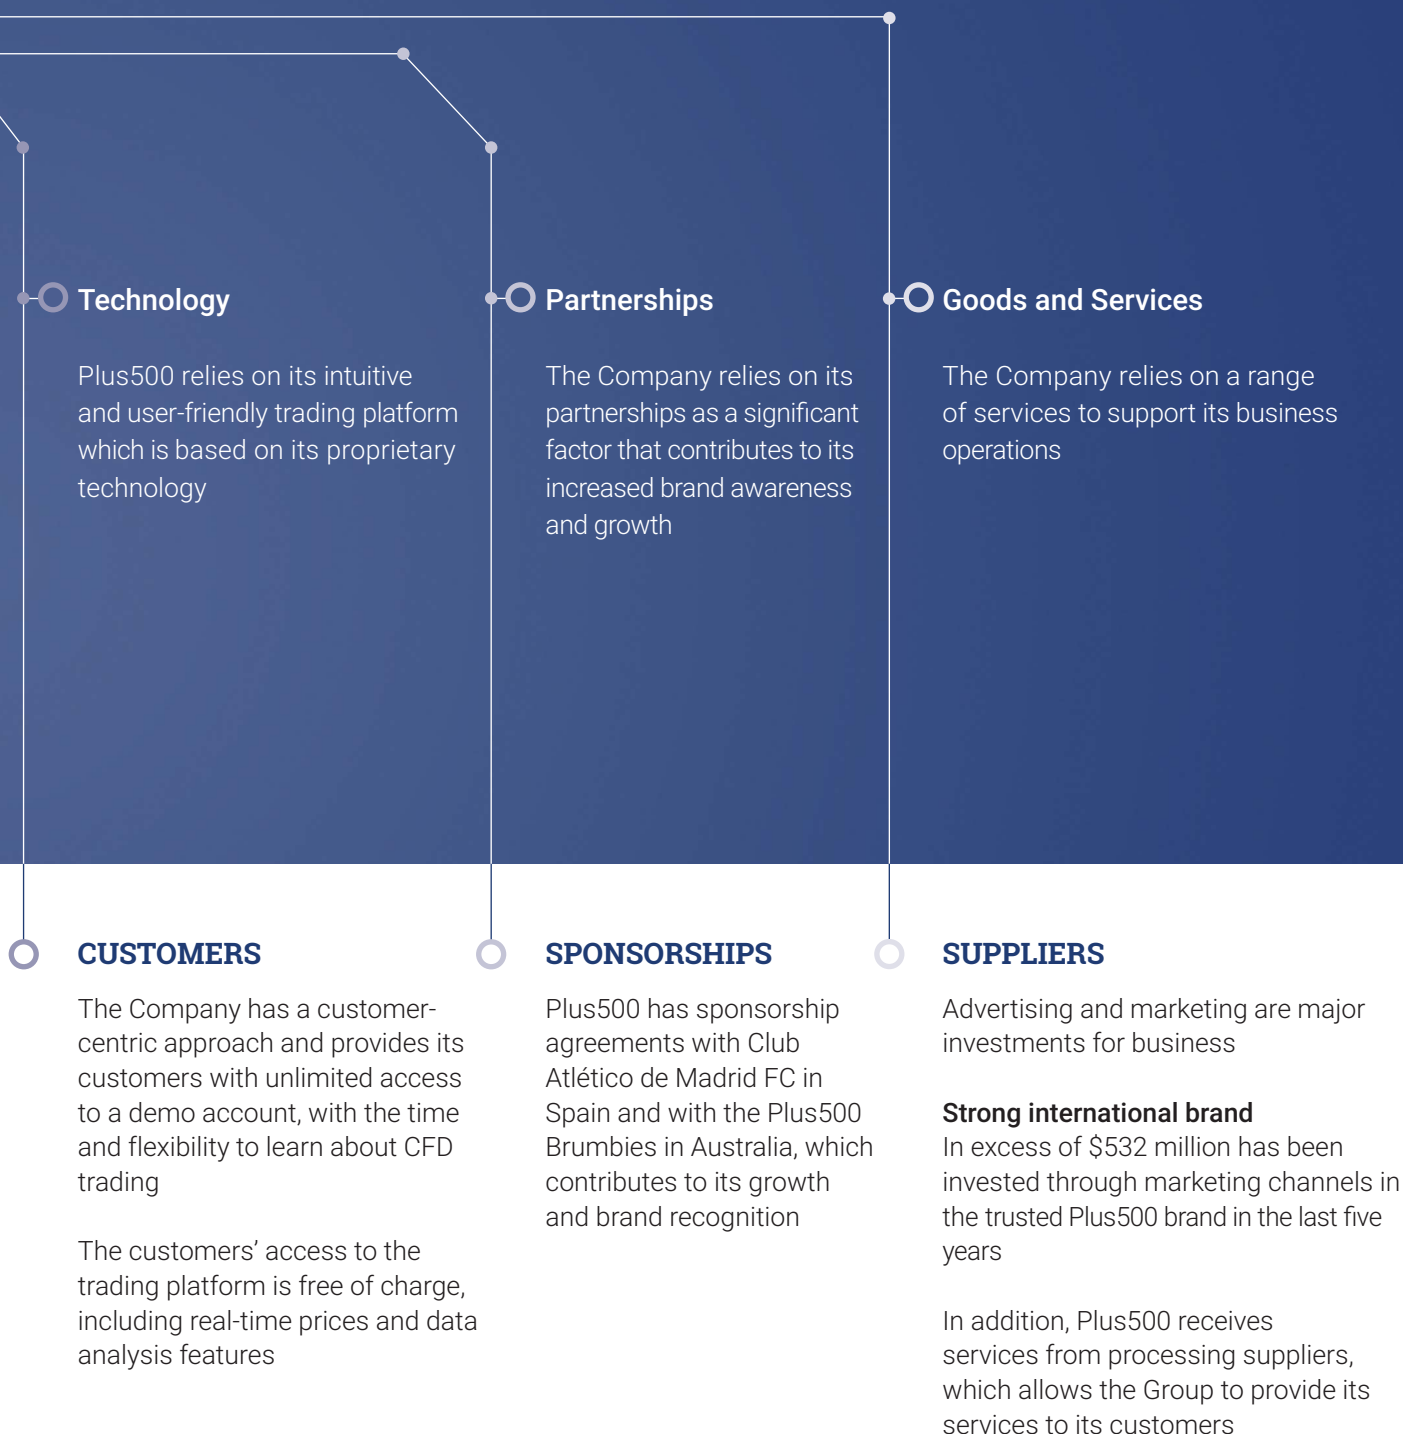 Technology
Plus500 relies on its intuitive
and user-friendly trading platform
which is based on its proprietary
technology
Partnerships
The Company relies on its
partnerships as a significant
factor that contributes to its
increased brand awareness
and growth
Goods and Services
The Company relies on a range
of services to support its business
operations
CUSTOMERS
The Company has a customer-
centric approach and provides its
customers with unlimited access
to a demo account, with the time
and flexibility to learn about CFD
trading
The customers’ access to the
trading platform is free of charge,
including real-time prices and data
analysis features
SPONSORSHIPS
Plus500 has sponsorship
agreements with Club
Atlético de Madrid FC in
Spain and with the Plus500
Brumbies in Australia, which
contributes to its growth
and brand recognition
SUPPLIERS
Advertising and marketing are major
investments for business
Strong international brand
In excess of $532 million has been
invested through marketing channels in
the trusted Plus500 brand in the last five
years
In addition, Plus500 receives
services from processing suppliers,
which allows the Group to provide its
services to its customers